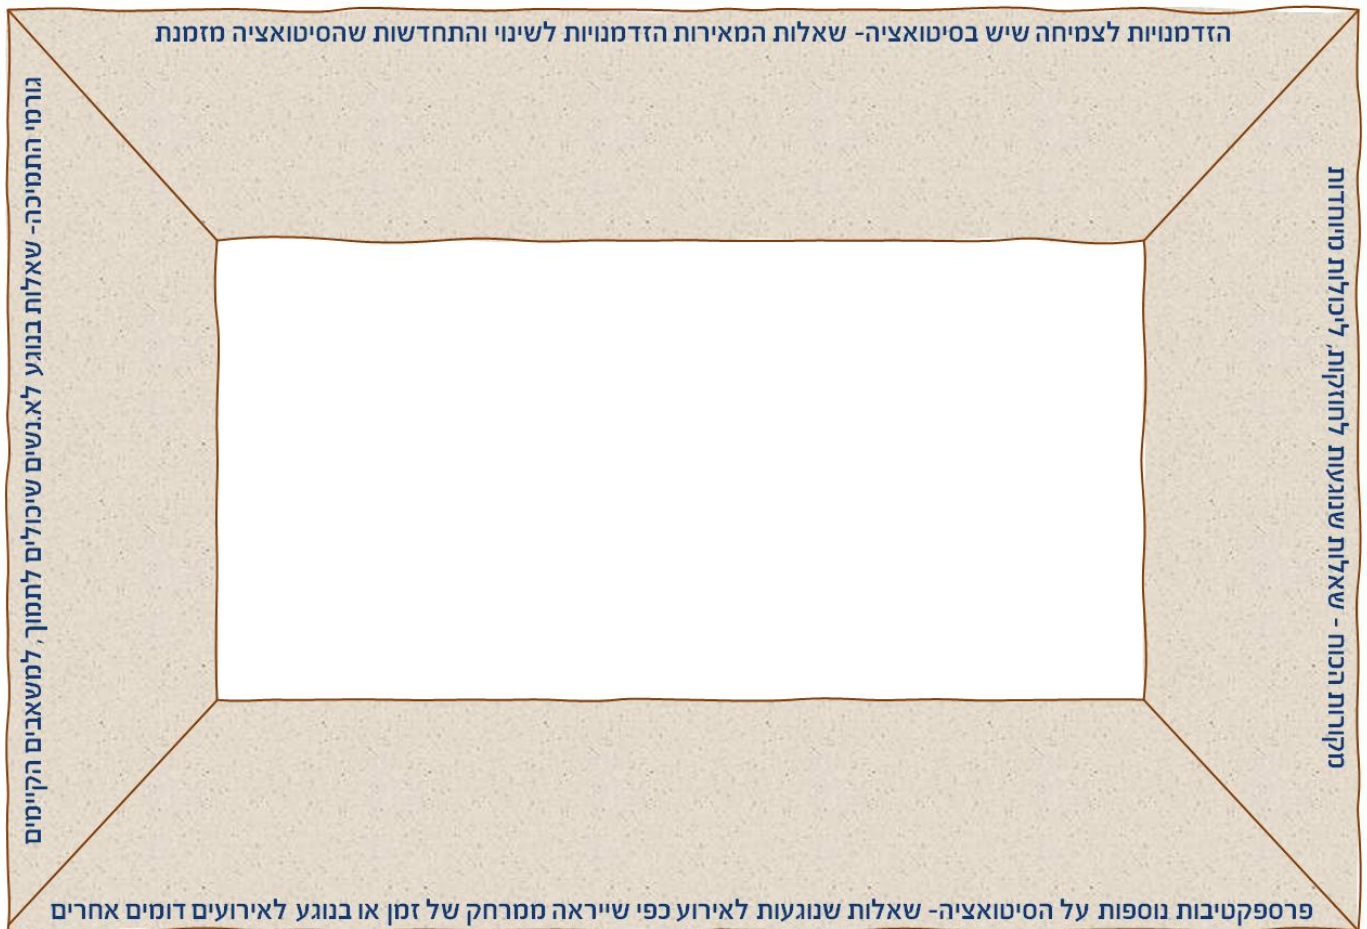 הזדמנויות לצמיחה שיש בסיטואציה- שאלות המאירות הזדמנויות לשינוי והתחדשות שהסיטואציה מזמנת
מקורות הכוח - שאלות שנוגעות לחוזקות, ליכולות מיוחדות
גורמי התמיכה- שאלות בנוגע לא.נשים שיכולים לתמוך, למשאבים הקיימים
פרספקטיבות נוספות על הסיטואציה- שאלות שנוגעות לאירוע כפי שייראה ממרחק של זמן או בנוגע לאירועים דומים אחרים